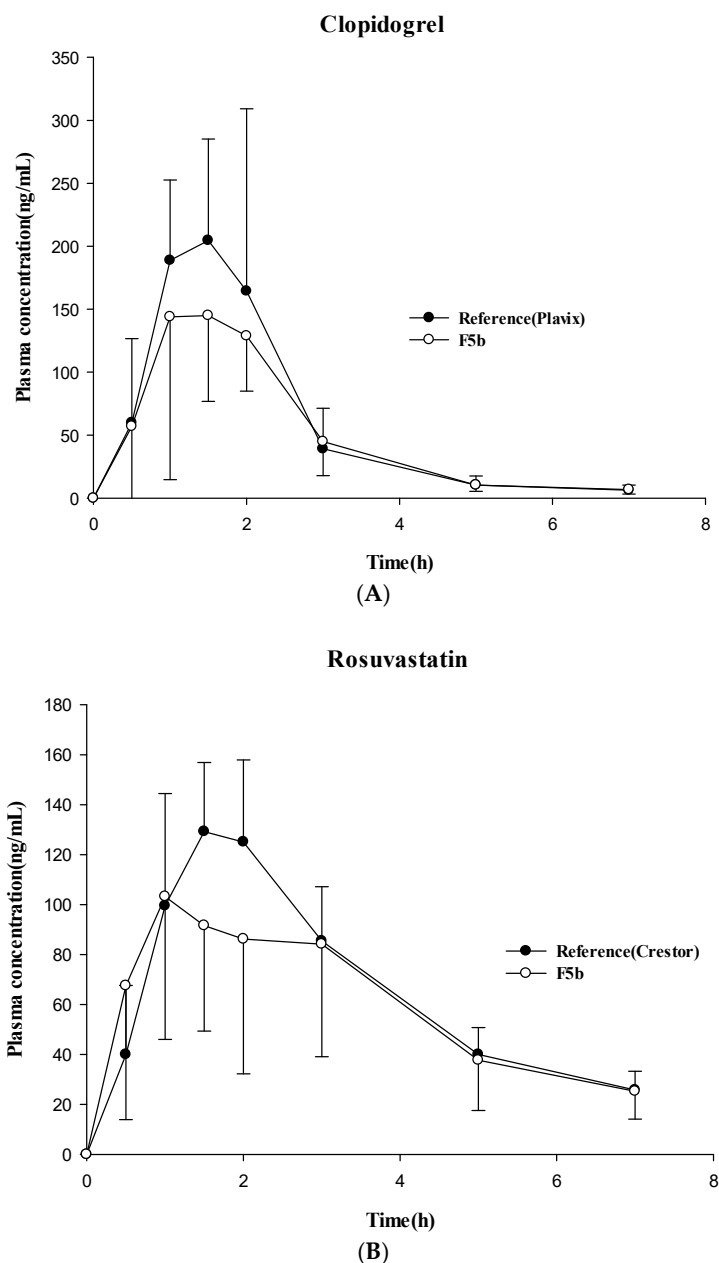 Clopidogrel
350
300
250
200
150
100
50
0
Plasma concentration(ng/mL)
Reference(Plavix)
F5b
0 2 4 6 8
Time(h)
(A)
Rosuvastatin
180
160
140
120
100
80
60
40
20
0
Plasma concentration(ng/mL)
Reference(Crestor)
F5b
0 2 4 6 8
Time(h)
(B)